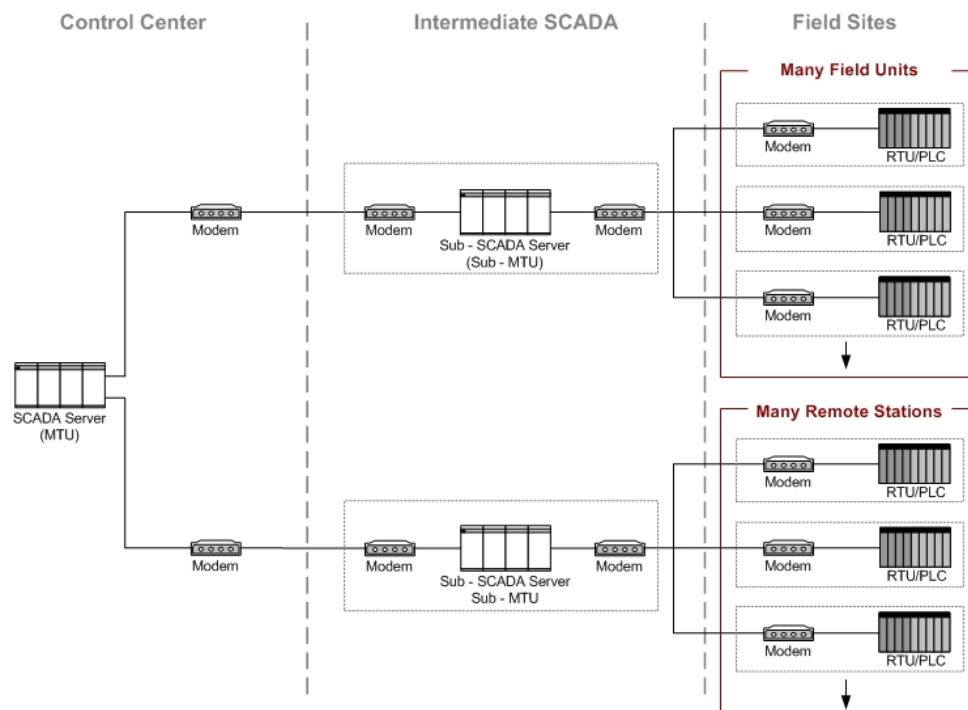 Control Center
Intermediate SCADA
Field Sites
Many Field Units
Modem
RTU/PLC
Modem
RTU/PLC
Modem
RTU/PLC
Modem
Modem
Sub - SCADA Server
(Sub - MTU)
Modem
SCADA Server
(MTU)
Many Remote Stations
Modem
RTU/PLC
Modem
RTU/PLC
Modem
RTU/PLC
Modem
Modem
Sub - SCADA Server
Sub - MTU
Modem